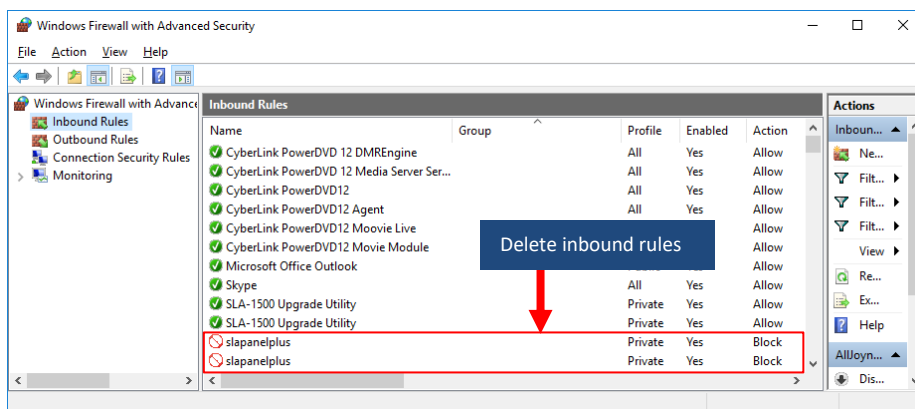 Windows Firewall with Advanced Security
File Action View Help
Windows Firewall with Advance
Inbound Rules
Outbound Rules
Connection Security Rules
Monitoring
Inbound Rules
Name Group Profile Enabled Action
CyberLink PowerDVD 12 DMREngine All Yes Allow
CyberLink PowerDVD 12 Media Server Ser... All Yes Allow
CyberLink PowerDVD12 All Yes Allow
CyberLink PowerDVD12 Agent All Yes Allow
CyberLink PowerDVD12 Moovie Live Allow
CyberLink PowerDVD12 Movie Module Allow
Microsoft Office Outlook Allow
Skype All Yes Allow
SLA-1500 Upgrade Utility Private Yes Allow
SLA-1500 Upgrade Utility Private Yes Allow
slapanelplus Private Yes Block
slapanelplus Private Yes Block
Delete inbound rules
Actions
Inboun...
Ne...
Filt...
Filt...
Filt...
View
Re...
Ex...
Help
AllJoyn...
Dis...